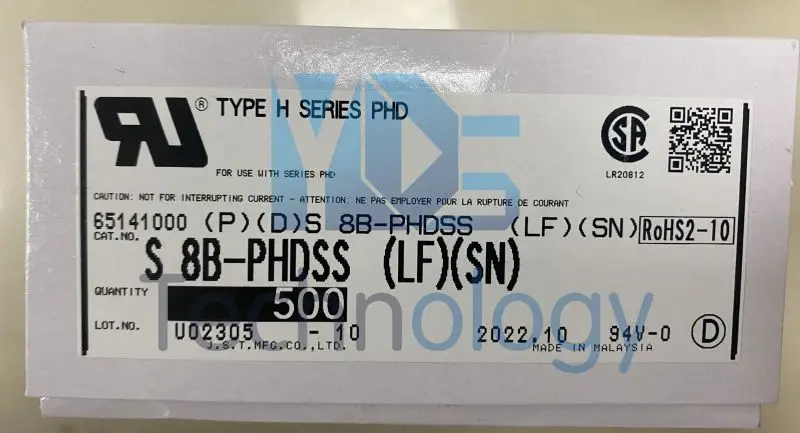 ® TYPE H SERIES PHD
FOR USE WITH SERIES PHD
LR20812
CAUTION: NOT FOR INTERRUPTING CURRENT - ATTENTION: NE PAS EMPLOYER POUR LA RUPTURE DE COURANT
65141000 (P)(D)S 8B-PHDSS (LF)(SN) RoHS2-10
CAT.NO. S 8B-PHDSS (LF)(SN)
QUANTITY 500
LOT.NO. U02305 -10 2022.10 94V-0 D
J.S.T.MFG.CO.,LTD. MADE IN MALAYSIA
YDS
Technology